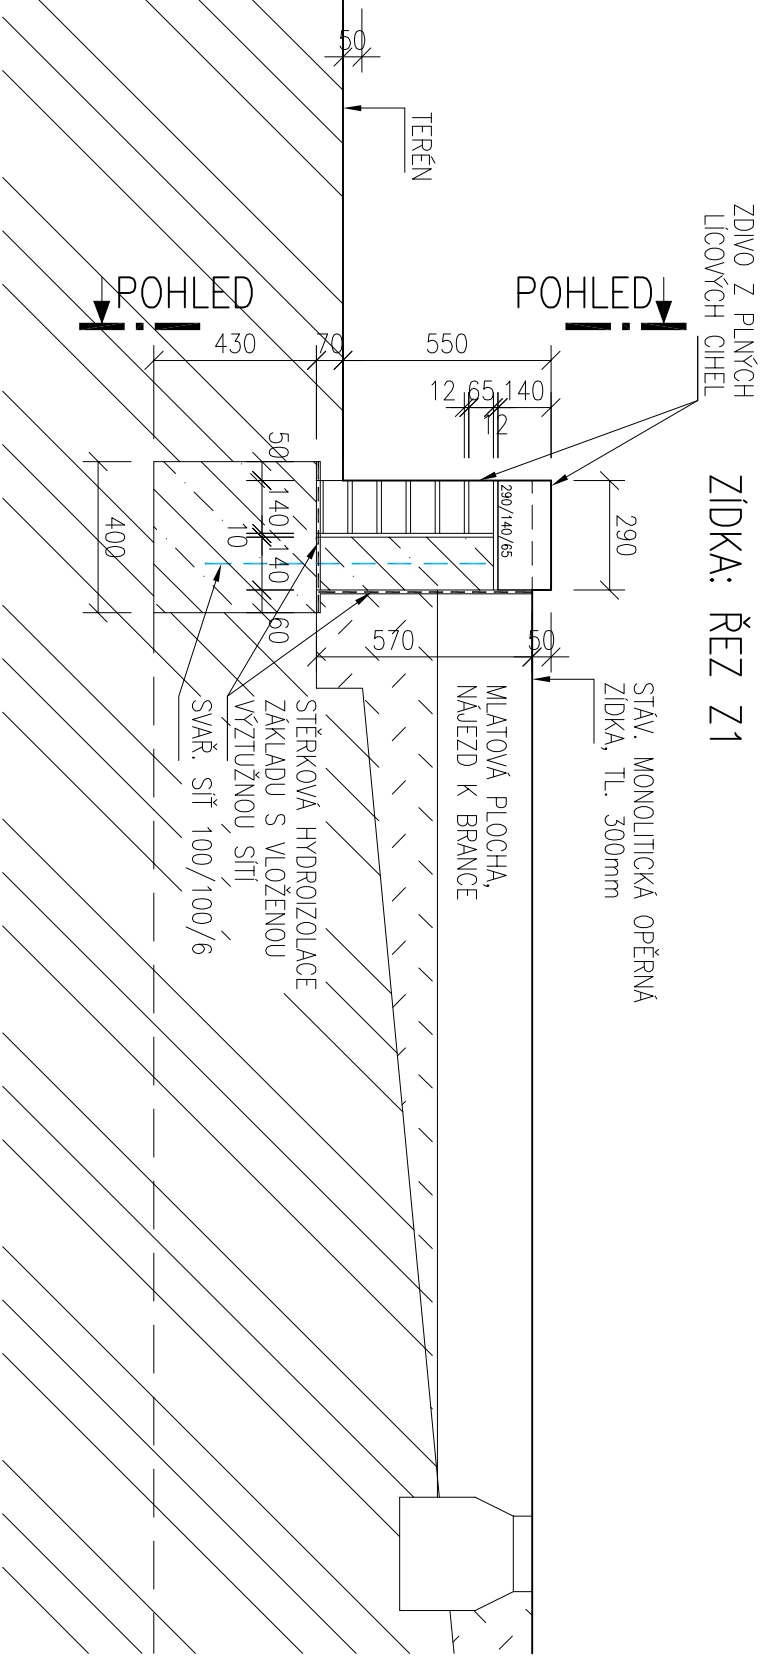 ZÍDKA: ŘEZ Z1
ZDIVO Z PLNÝCH
LÍCOVÝCH CIHEL
TERÉN
50
POHLED
POHLED
430
70
550
12
65
140
12
290/140/65
290
50
140
10
140
60
400
570
50
STÁV. MONOLITICKÁ OPĚRNÁ
ZÍDKA, TL. 300mm
MLATOVÁ PLOCHA,
NÁJEZD K BRANCE
STĚRKOVÁ HYDROIZOLACE
ZÁKLADU S VLOŽENOU
VÝZTUŽNOU SÍTÍ
SVAŘ. SÍŤ 100/100/6